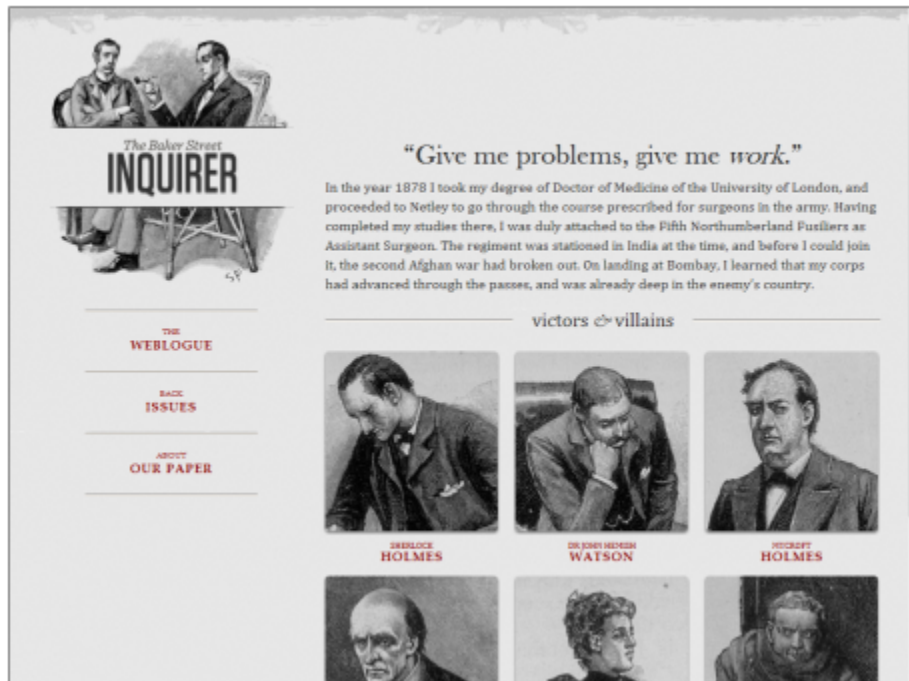 The Baker Street
INQUIRER
THE
WEBLOGUE
BACK
ISSUES
ABOUT
OUR PAPER
“Give me problems, give me work.”
In the year 1878 I took my degree of Doctor of Medicine of the University of London, and
proceeded to Netley to go through the course prescribed for surgeons in the army. Having
completed my studies there, I was duly attached to the Fifth Northumberland Fusiliers as
Assistant Surgeon. The regiment was stationed in India at the time, and before I could join
it, the second Afghan war had broken out. On landing at Bombay, I learned that my corps
had advanced through the passes, and was already deep in the enemy's country.
victors & villains
SHERLOCK
HOLMES
DR JOHN HAMISH
WATSON
MYCROFT
HOLMES
SP